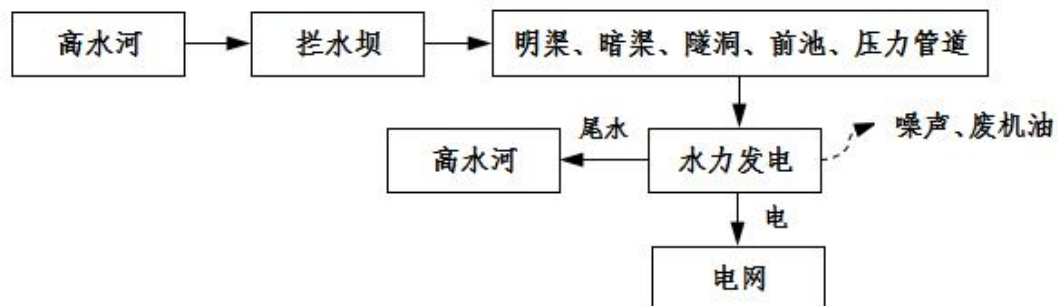 高水河
拦水坝
明渠、暗渠、隧洞、前池、压力管道
尾水
噪声、废机油
高水河
水力发电
电
电网